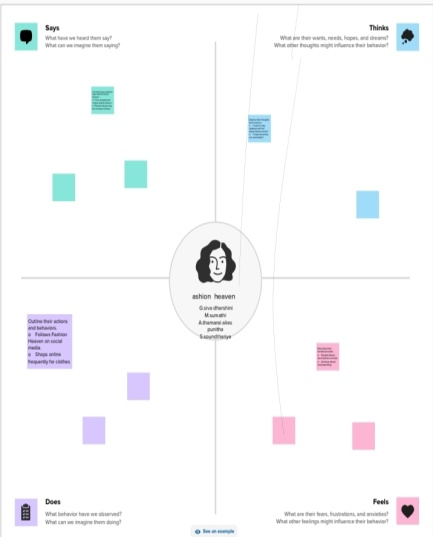 Says
What have we heard them say?
What can we imagine them saying?
Thinks
What are their wants, needs, hopes, and dreams?
What other thoughts might influence their behavior?
ashion heaven
G.siva dharshini
M.sumathi
A.thamarai selies
punitha
S.soundthariya
Outline their actions
and behaviors.
o Follows Fashion
Heaven on social
media.
o Shops online
frequently for clothes
Does
What behavior have we observed?
What can we imagine them doing?
Feels
What are their fears, frustrations, and anxieties?
What other feelings might influence their behavior?
See an example